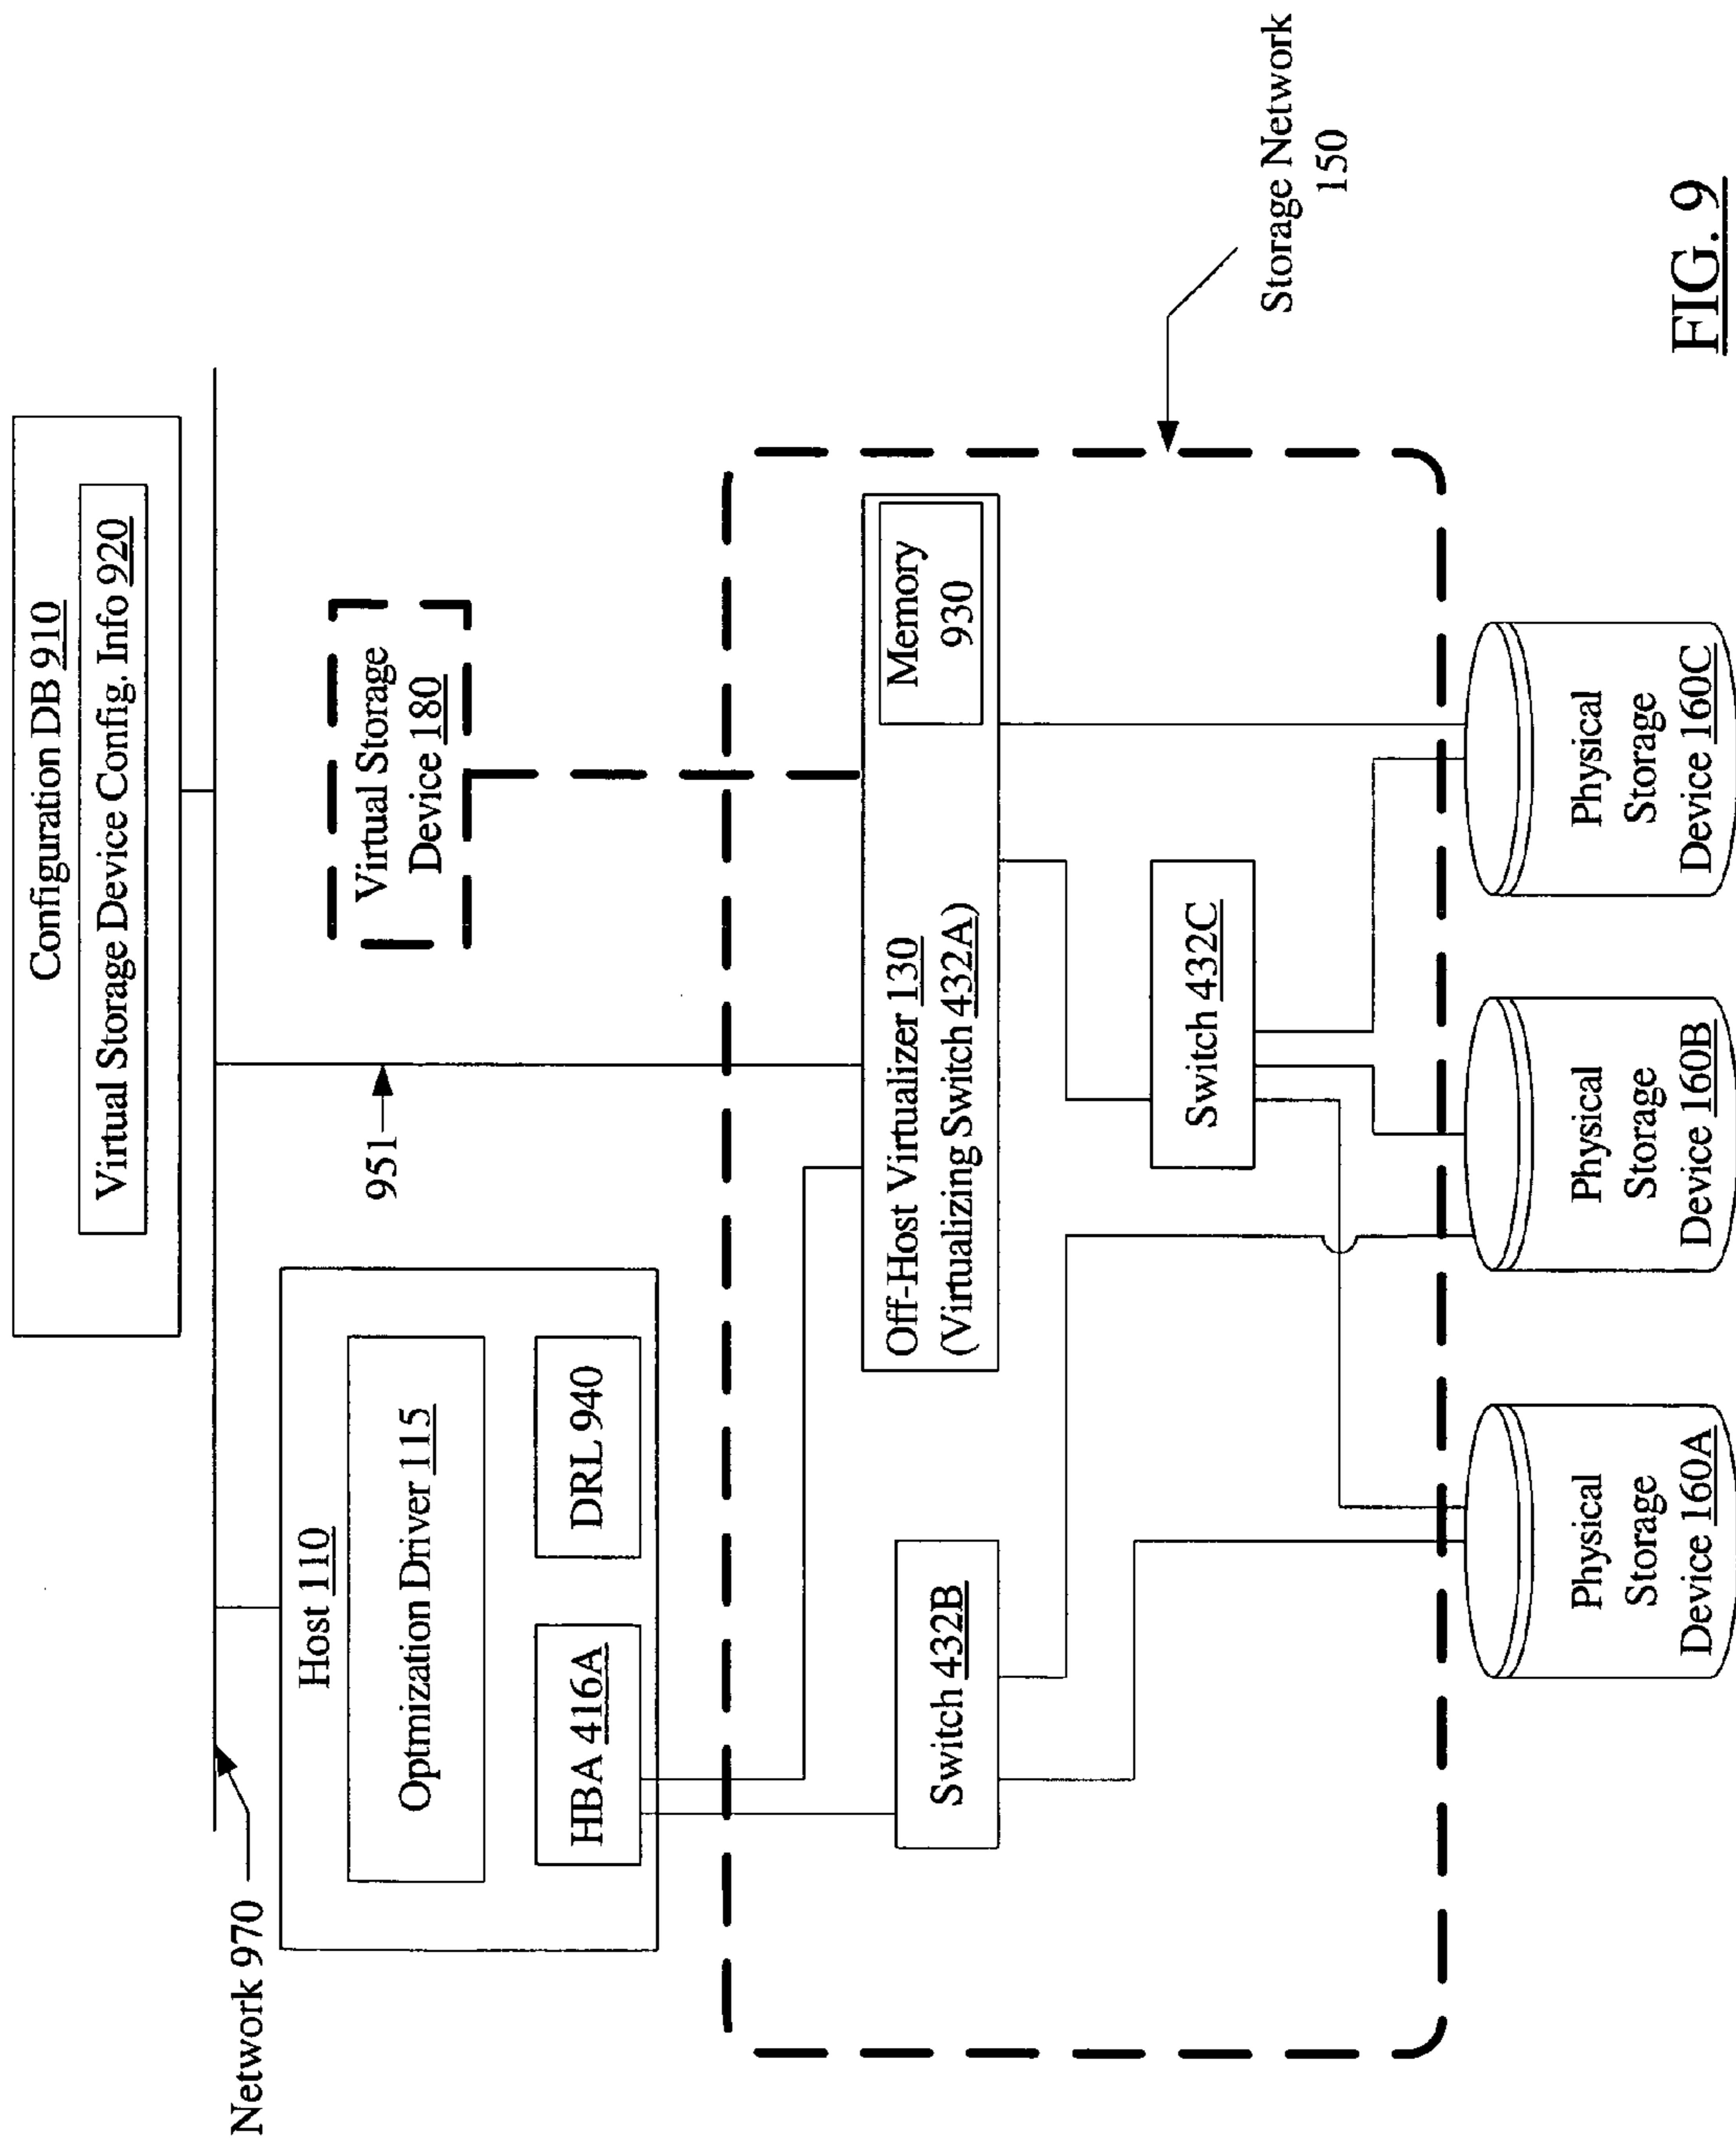 Configuration DB 910
Virtual Storage Device Config. Info 920
Network 970
Host 110
Optmization Driver 115
HBA 416A
DRL 940
951
Virtual Storage
Device 180
Off-Host Virtualizer 130
(Virtualizing Switch 432A)
Memory
930
Switch 432B
Switch 432C
Storage Network
150
Physical
Storage
Device 160A
Physical
Storage
Device 160B
Physical
Storage
Device 160C
FIG. 9